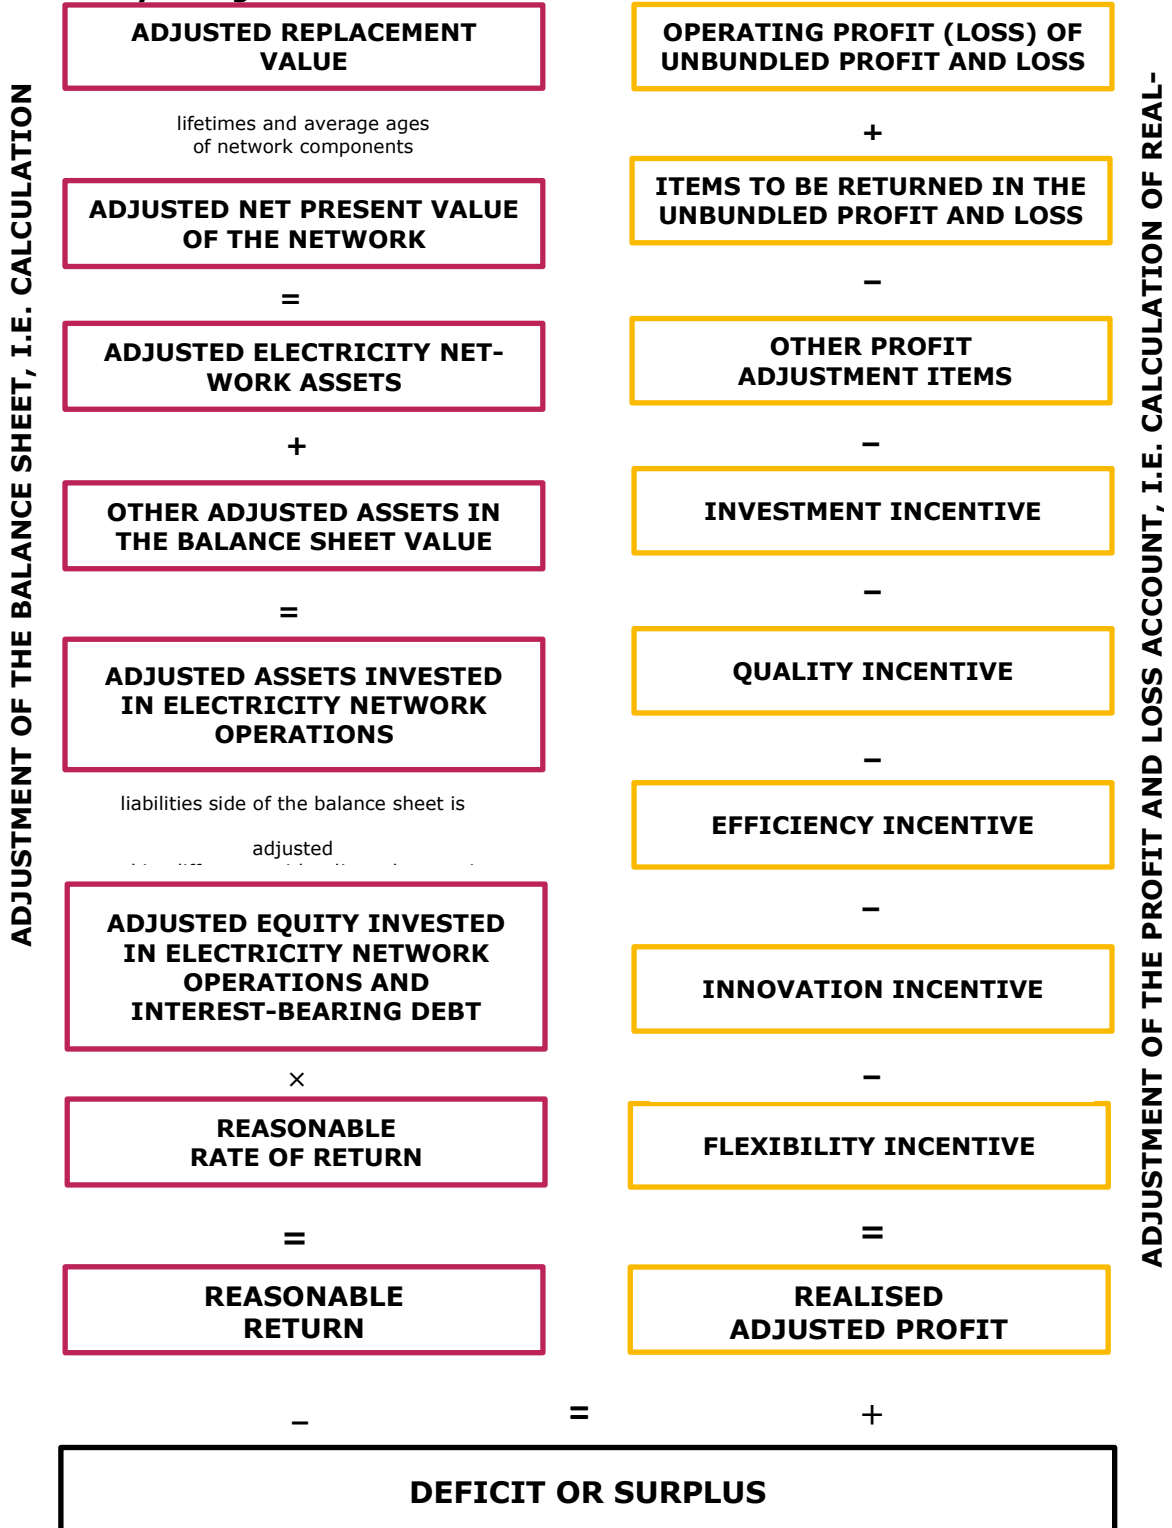 ADJUSTMENT OF THE BALANCE SHEET, I.E. CALCULATION
ADJUSTED REPLACEMENT
VALUE
lifetimes and average ages
of network components
ADJUSTED NET PRESENT VALUE
OF THE NETWORK
=
ADJUSTED ELECTRICITY NET-
WORK ASSETS
+
OTHER ADJUSTED ASSETS IN
THE BALANCE SHEET VALUE
=
ADJUSTED ASSETS INVESTED
IN ELECTRICITY NETWORK
OPERATIONS
liabilities side of the balance sheet is
adjusted
ADJUSTED EQUITY INVESTED
IN ELECTRICITY NETWORK
OPERATIONS AND
INTEREST-BEARING DEBT
×
REASONABLE
RATE OF RETURN
=
REASONABLE
RETURN
OPERATING PROFIT (LOSS) OF
UNBUNDLED PROFIT AND LOSS
+
ITEMS TO BE RETURNED IN THE
UNBUNDLED PROFIT AND LOSS
–
OTHER PROFIT
ADJUSTMENT ITEMS
–
INVESTMENT INCENTIVE
–
QUALITY INCENTIVE
–
EFFICIENCY INCENTIVE
–
INNOVATION INCENTIVE
–
FLEXIBILITY INCENTIVE
=
REALISED
ADJUSTED PROFIT
ADJUSTMENT OF THE PROFIT AND LOSS ACCOUNT, I.E. CALCULATION OF REAL-
– = +
DEFICIT OR SURPLUS